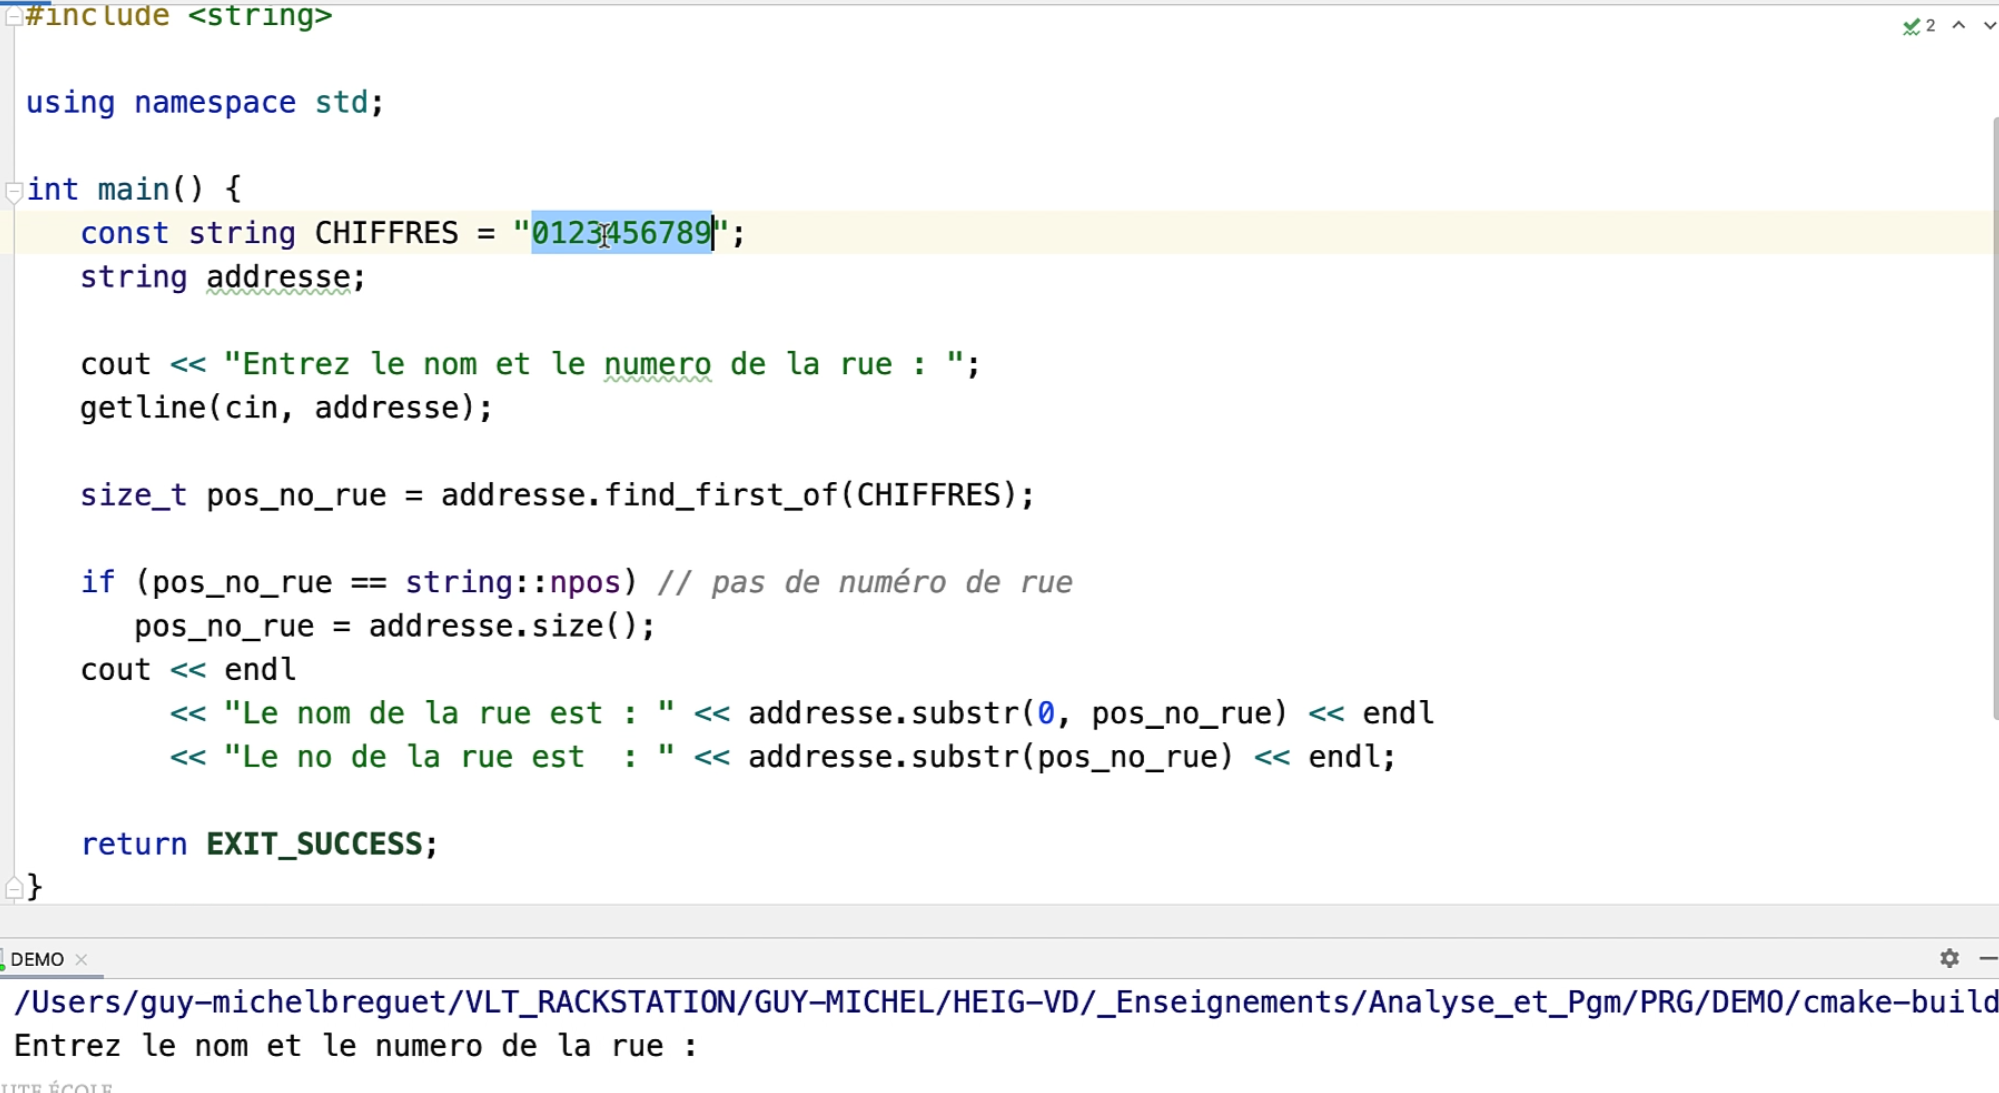 #include <string>
2
using namespace std;
int main() {
const string CHIFFRES = "0123456789";
string addresse;
cout << "Entrez le nom et le numero de la rue : ";
getline(cin, addresse);
size_t pos_no_rue = addresse.find_first_of(CHIFFRES);
if (pos_no_rue == string::npos) // pas de numéro de rue
pos_no_rue = addresse.size();
cout << endl
<< "Le nom de la rue est : " << addresse.substr(0, pos_no_rue) << endl
<< "Le no de la rue est  : " << addresse.substr(pos_no_rue) << endl;
return EXIT_SUCCESS;
}
DEMO
/Users/guy-michelbreguet/VLT_RACKSTATION/GUY-MICHEL/HEIG-VD/_Enseignements/Analyse_et_Pgm/PRG/DEMO/cmake-build
Entrez le nom et le numero de la rue :
ÉCOLE